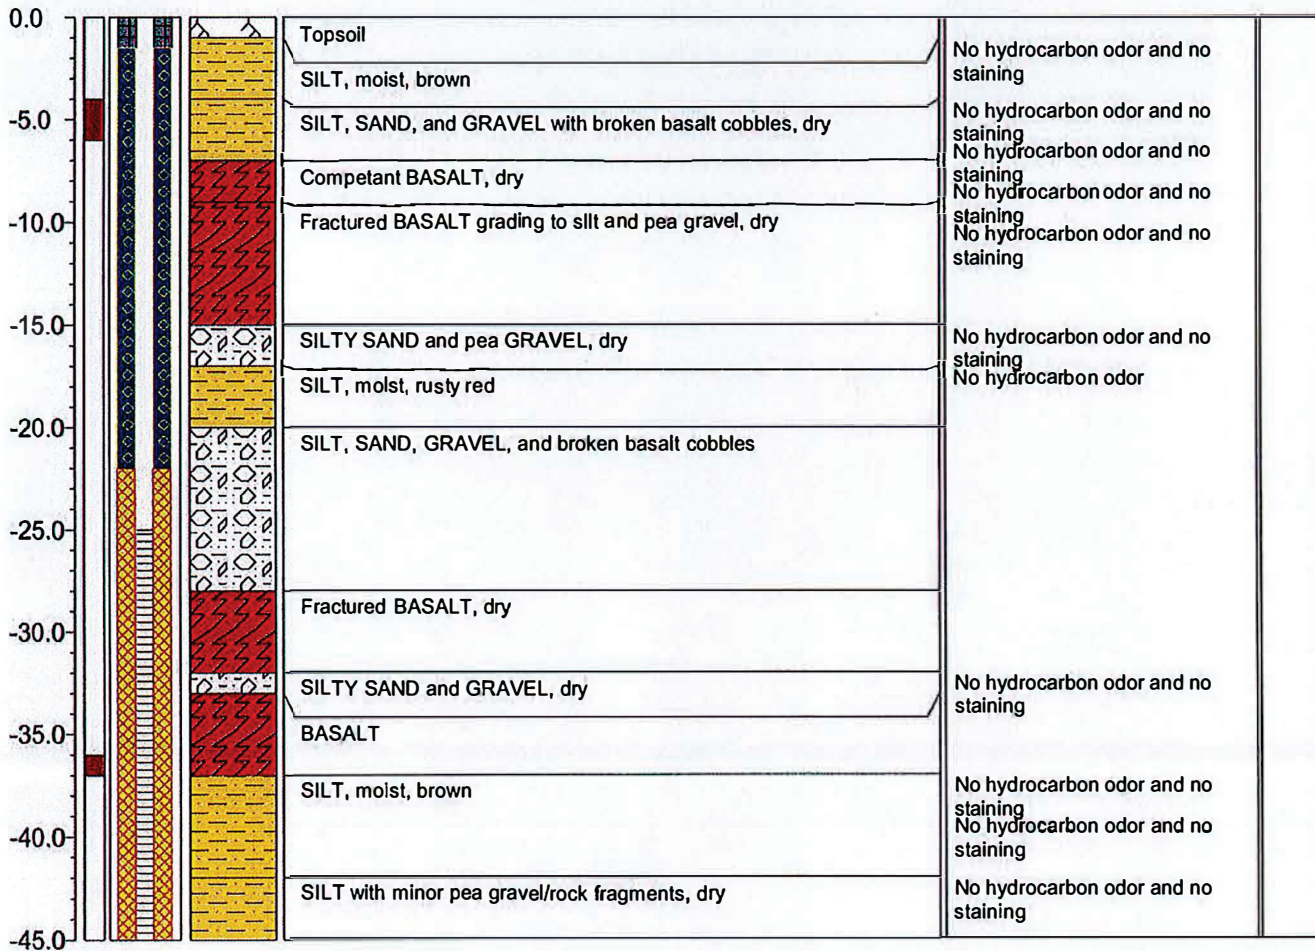 0.0
Topsoil
No hydrocarbon odor and no
staining
SILT, moist, brown
-5.0
SILT, SAND, and GRAVEL with broken basalt cobbles, dry
No hydrocarbon odor and no
staining
No hydrocarbon odor and no
staining
Competant BASALT, dry
No hydrocarbon odor and no
staining
-10.0
Fractured BASALT grading to silt and pea gravel, dry
No hydrocarbon odor and no
staining
-15.0
SILTY SAND and pea GRAVEL, dry
No hydrocarbon odor and no
staining
SILT, moist, rusty red
No hydrocarbon odor
-20.0
SILT, SAND, GRAVEL, and broken basalt cobbles
-25.0
Fractured BASALT, dry
-30.0
SILTY SAND and GRAVEL, dry
No hydrocarbon odor and no
staining
-35.0
BASALT
SILT, moist, brown
No hydrocarbon odor and no
staining
-40.0
No hydrocarbon odor and no
staining
SILT with minor pea gravel/rock fragments, dry
No hydrocarbon odor and no
staining
-45.0